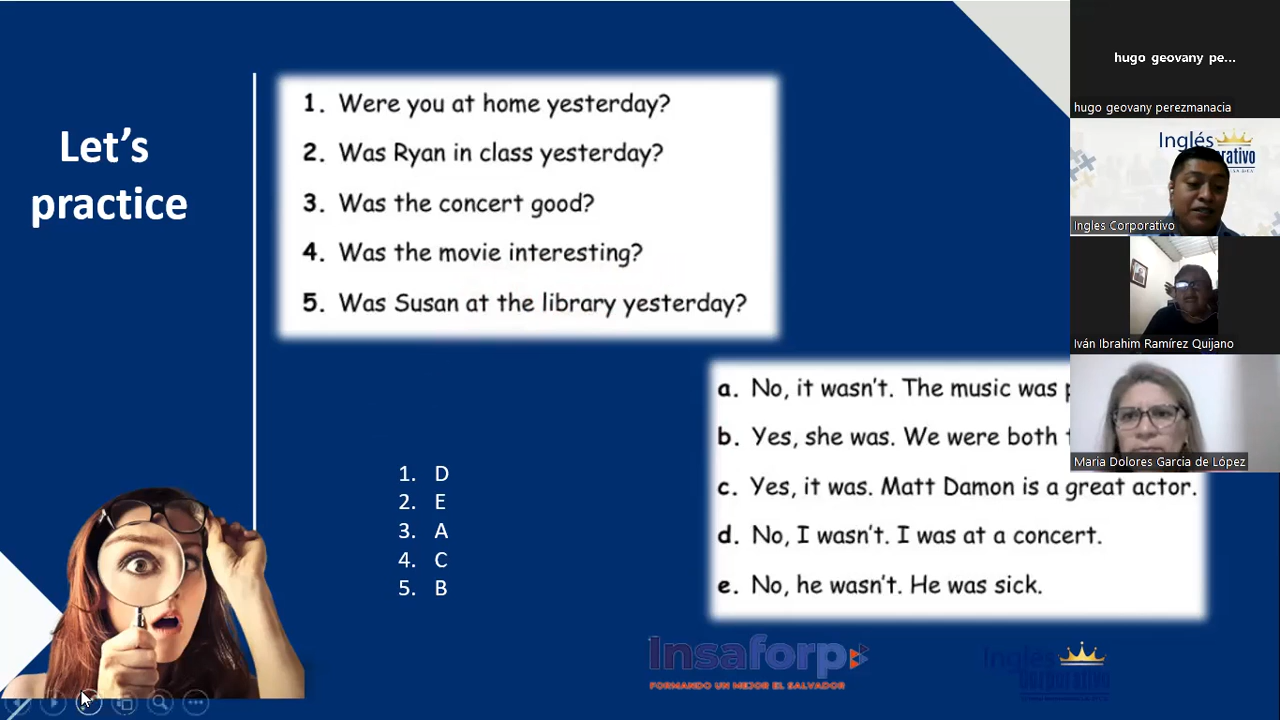 Let's
practice
1. Were you at home yesterday?
2. Was Ryan in class yesterday?
3. Was the concert good?
4. Was the movie interesting?
5. Was Susan at the library yesterday?
a. No, it wasn't. The music was
b. Yes, she was. We were both
c. Yes, it was. Matt Damon is a great actor.
d. No, I wasn't. I was at a concert.
e. No, he wasn't. He was sick.
1. D
2. E
3. A
4. C
5. B
Insaforp
FORMANDO UN MEJOR EL SALVADOR
Inglés
Corporativo
hugo geovany pe...
hugo geovany perezmanacia
Inglés
Ingles Corporativo
Iván Ibrahim Ramírez Quijano
Maria Dolores Garcia de López